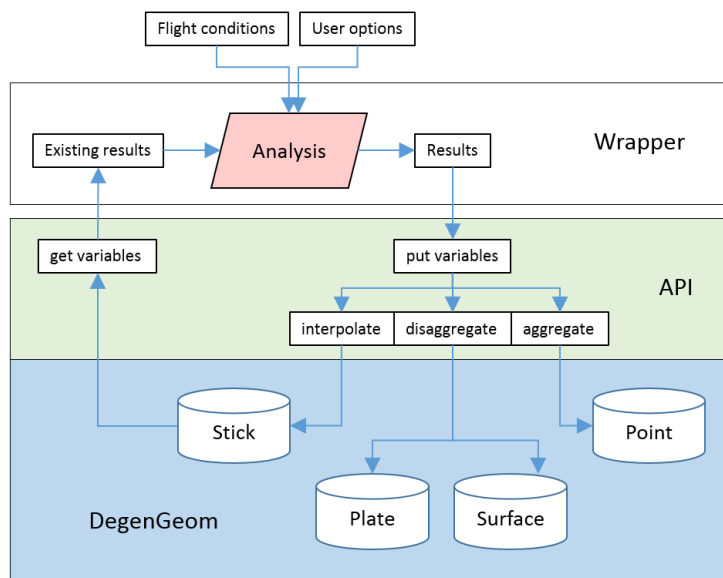 Flight conditions
User options
Existing results
Analysis
Results
Wrapper
get variables
put variables
API
interpolate
disaggregate
aggregate
Stick
Point
Plate
Surface
DegenGeom